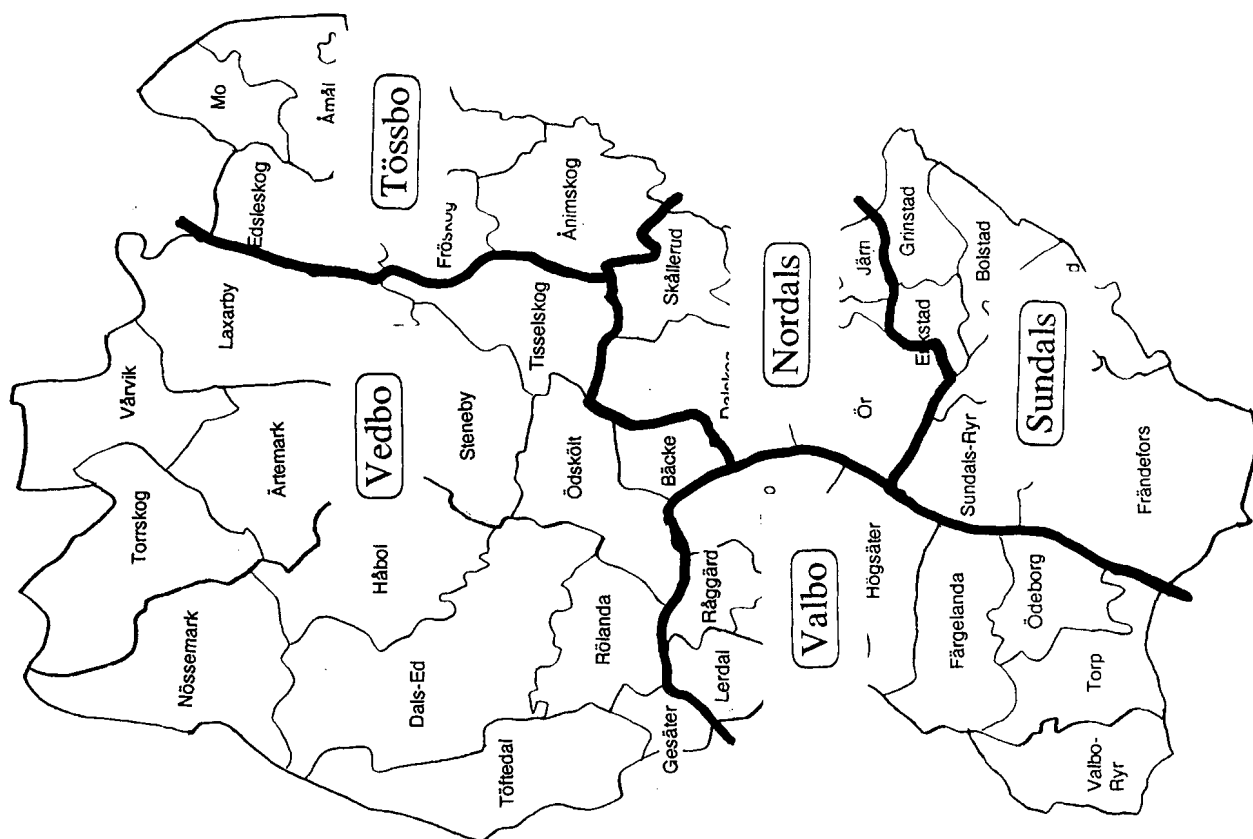 Mo
Åmål
Tössbo
Edsleskog
Ånimskog
Laxarby
Vårvik
Ärtemark
Torrskog
Vedbo
Steneby
Tisselskog
Ödskölt
Bäcke
Håbol
Nössemark
Dals-Ed
Rölanda
Töftedal
Gesäter
Skållerud
Nordals
Järn
Ör
Grinstad
Erikstad
Bolstad
Sundals
Sundals-Ryr
Frändefors
Råggärd
Lerdal
Valbo
Högsäter
Färgelanda
Ödeborg
Torp
Valbo-
Ryr